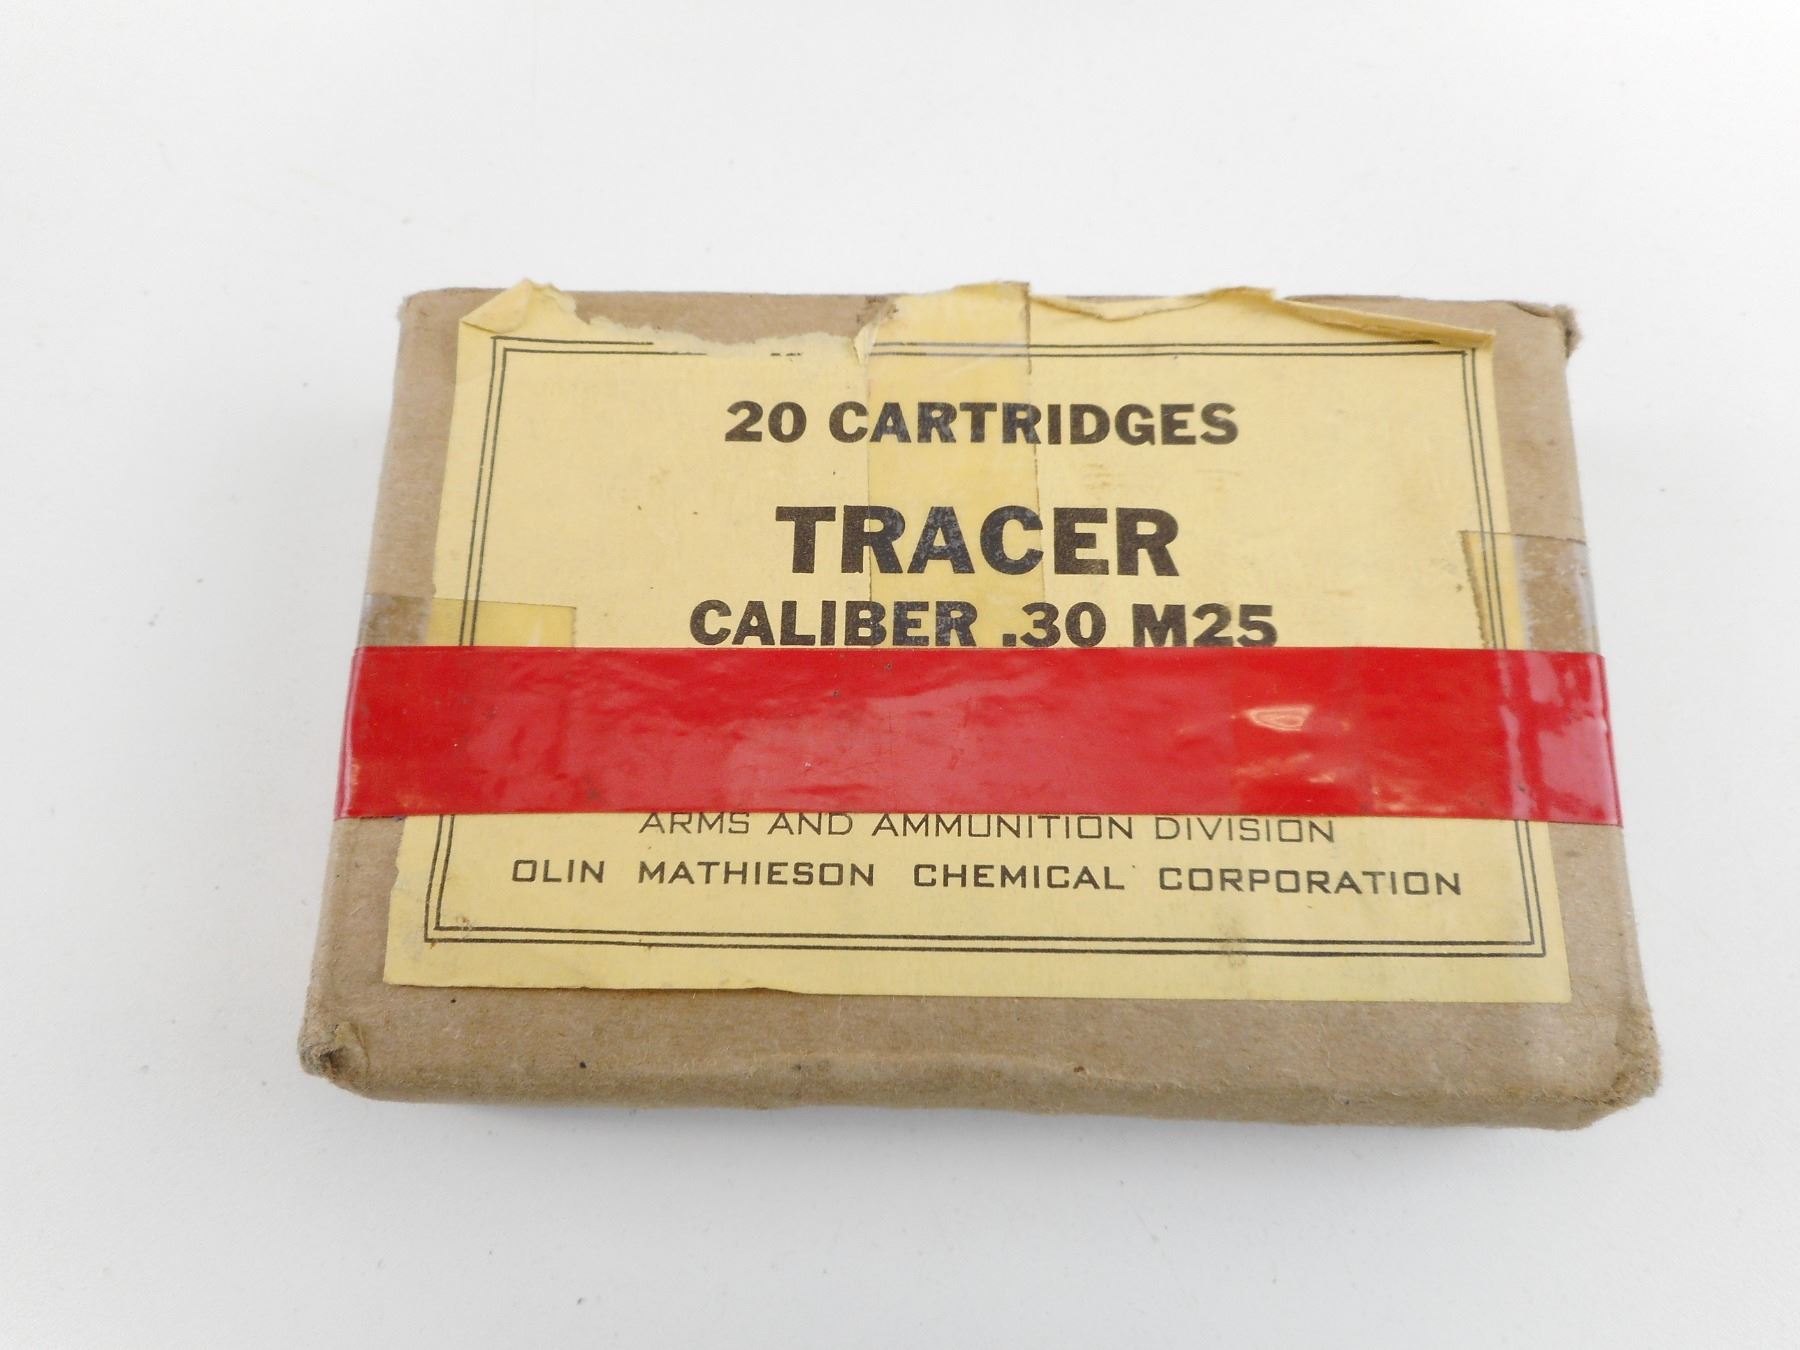 20 CARTRIDGES
TRACER
CALIBER .30 M25
ARMS AND AMMUNITION DIVISION
OLIN MATHIESON CHEMICAL CORPORATION